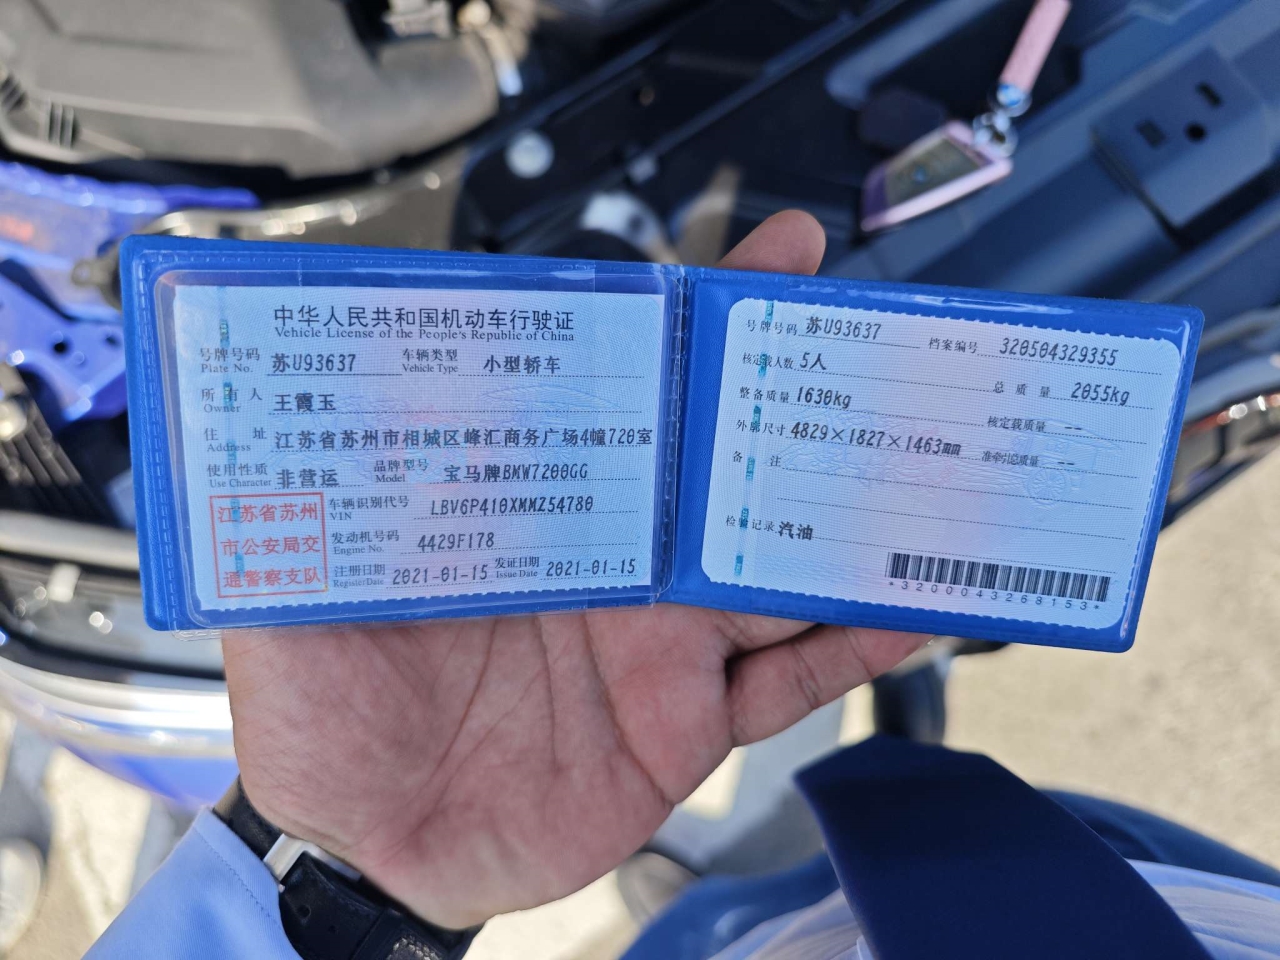 中华人民共和国机动车行驶证
Vehicle License of the People's Republic of China
号牌号码 苏U93637 车辆类型 小型轿车
Plate No. Vehicle Type
所有人 王霞玉
Owner
住址 江苏省苏州市相城区峰汇商务广场4幢720室
Address
使用性质 非营运 品牌型号 宝马牌BMW7200GG
Use Character Model
江苏省苏州
市公安局交
通警察支队
车辆识别代号 LBV6P410XMMZ54780
VIN
发动机号码 4429F178
Engine No.
注册日期 2021-01-15 发证日期 2021-01-15
Register Date Issue Date
号牌号码 苏U93637 档案编号 320504329355
核定载人数 5人 总质量 2055kg
整备质量 1630kg 核定载质量 --
外廓尺寸 4829×1827×1463mm 准牵引总质量 --
备注
检验记录 汽油
*3200043269153*